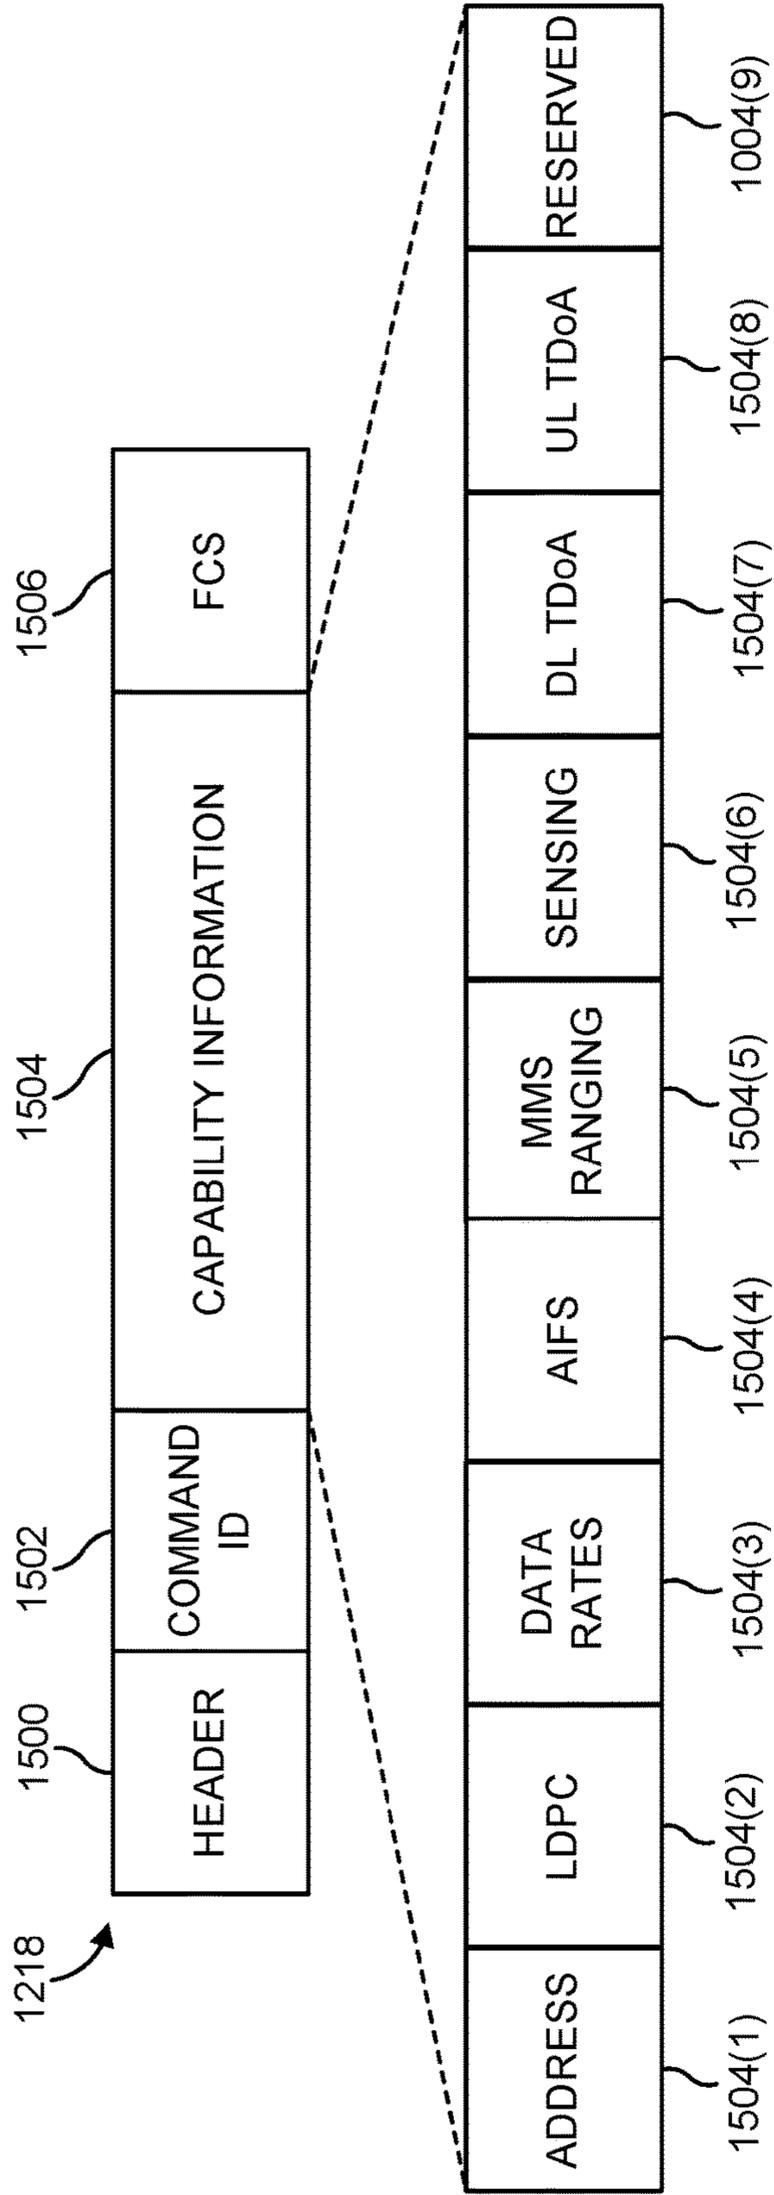 1218
1500
1502
1504
1506
HEADER
COMMAND
ID
CAPABILITY INFORMATION
FCS
ADDRESS
LDPC
DATA
RATES
AIFS
MMS
RANGING
SENSING
DL TDoA
UL TDoA
RESERVED
1504(1)
1504(2)
1504(3)
1504(4)
1504(5)
1504(6)
1504(7)
1504(8)
1004(9)